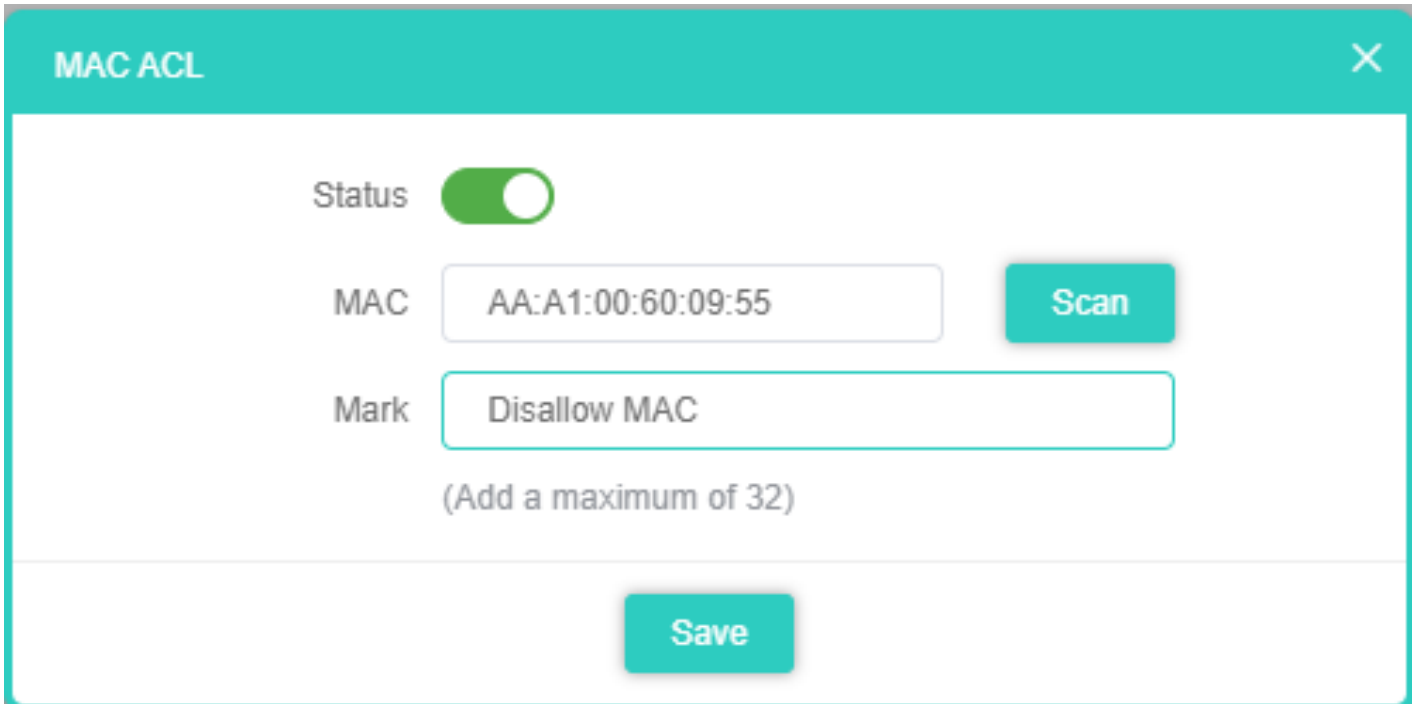 MAC ACL
Status
MAC AA:A1:00:60:09:55 Scan
Mark Disallow MAC
(Add a maximum of 32)
Save